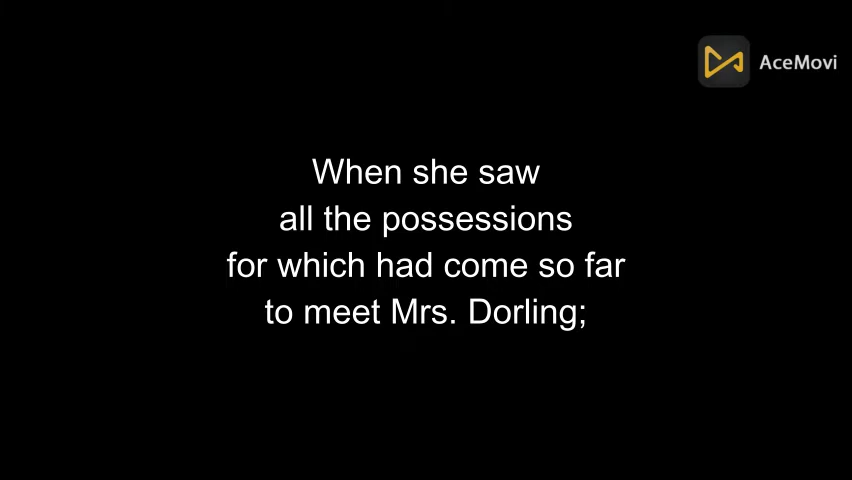 AceMovi
When she saw
all the possessions
for which had come so far
to meet Mrs. Dorling;